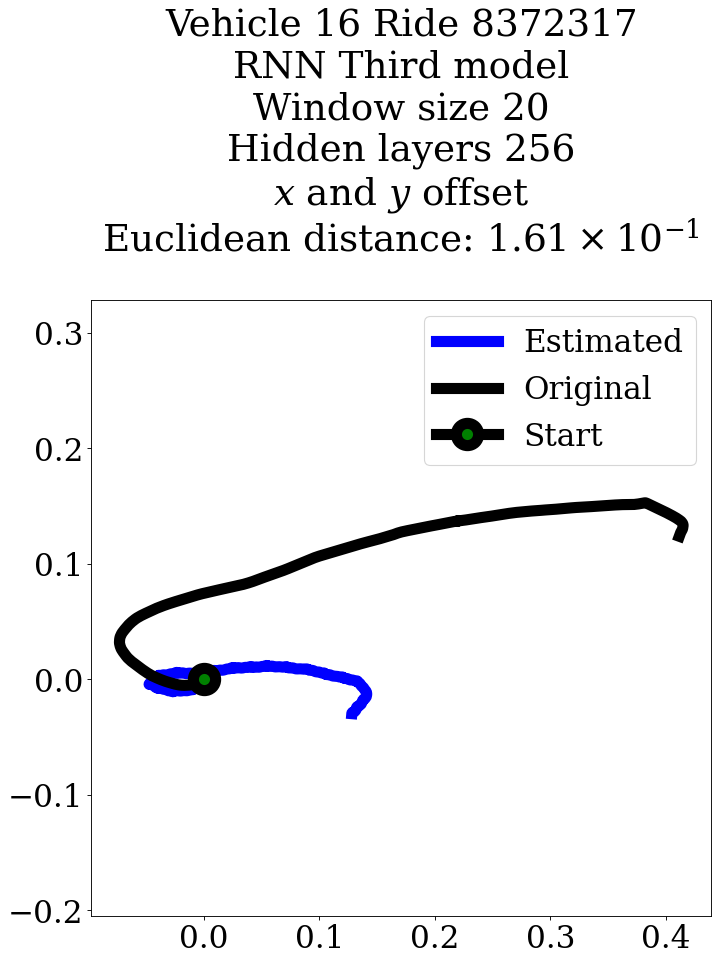 Vehicle 16 Ride 8372317
RNN Third model
Window size 20
Hidden layers 256
x and y offset
Euclidean distance: 1.61 × 10⁻¹
Estimated
Original
Start
0.3
0.2
0.1
0.0
−0.1
−0.2
0.0 0.1 0.2 0.3 0.4